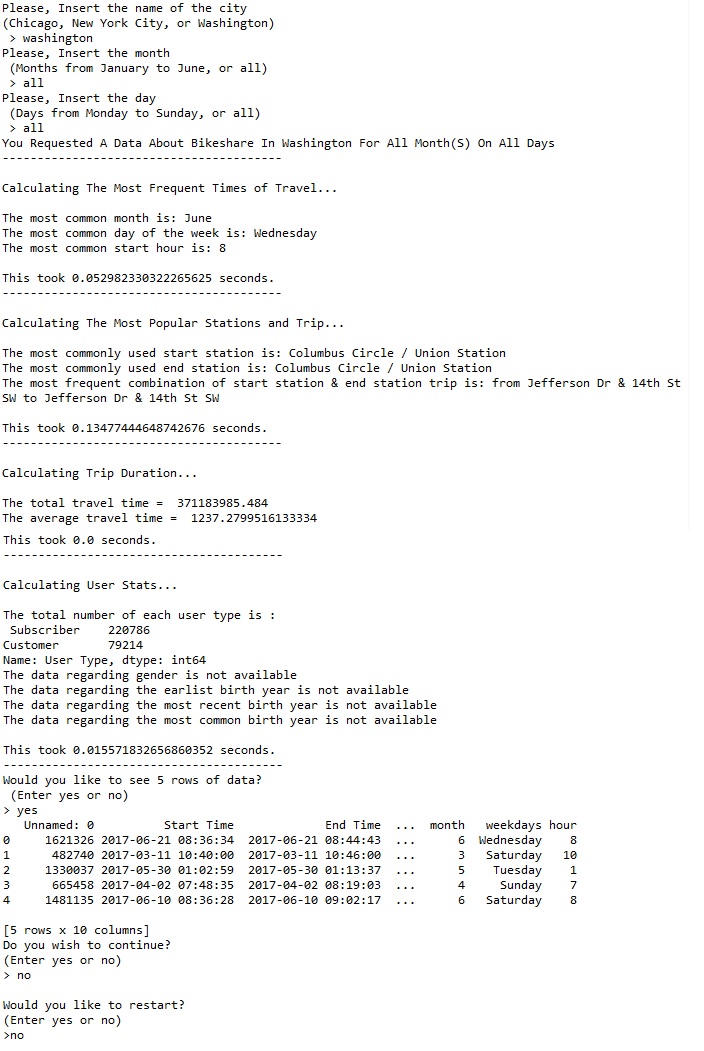 Please, Insert the name of the city
(Chicago, New York City, or Washington)
 > washington
Please, Insert the month
 (Months from January to June, or all)
 > all
Please, Insert the day
 (Days from Monday to Sunday, or all)
 > all
You Requested A Data About Bikeshare In Washington For All Month(S) On All Days
----------------------------------------

Calculating The Most Frequent Times of Travel...

The most common month is: June
The most common day of the week is: Wednesday
The most common start hour is: 8

This took 0.052982330322265625 seconds.
----------------------------------------

Calculating The Most Popular Stations and Trip...

The most commonly used start station is: Columbus Circle / Union Station
The most commonly used end station is: Columbus Circle / Union Station
The most frequent combination of start station & end station trip is: from Jefferson Dr & 14th St
SW to Jefferson Dr & 14th St SW

This took 0.13477444648742676 seconds.
----------------------------------------

Calculating Trip Duration...

The total travel time =  371183985.484
The average travel time =  1237.2799516133334
This took 0.0 seconds.
----------------------------------------

Calculating User Stats...

The total number of each user type is :
 Subscriber    220786
Customer       79214
Name: User Type, dtype: int64
The data regarding gender is not available
The data regarding the earlist birth year is not available
The data regarding the most recent birth year is not available
The data regarding the most common birth year is not available

This took 0.015571832656860352 seconds.
----------------------------------------
Would you like to see 5 rows of data?
 (Enter yes or no)
> yes
   Unnamed: 0          Start Time             End Time  ...  month   weekdays hour
0     1621326 2017-06-21 08:36:34  2017-06-21 08:44:43  ...      6  Wednesday    8
1      482740 2017-03-11 10:40:00  2017-03-11 10:46:00  ...      3   Saturday   10
2     1330037 2017-05-30 01:02:59  2017-05-30 01:13:37  ...      5    Tuesday    1
3      665458 2017-04-02 07:48:35  2017-04-02 08:19:03  ...      4     Sunday    7
4     1481135 2017-06-10 08:36:28  2017-06-10 09:02:17  ...      6   Saturday    8

[5 rows x 10 columns]
Do you wish to continue?
(Enter yes or no)
> no

Would you like to restart?
(Enter yes or no)
>no